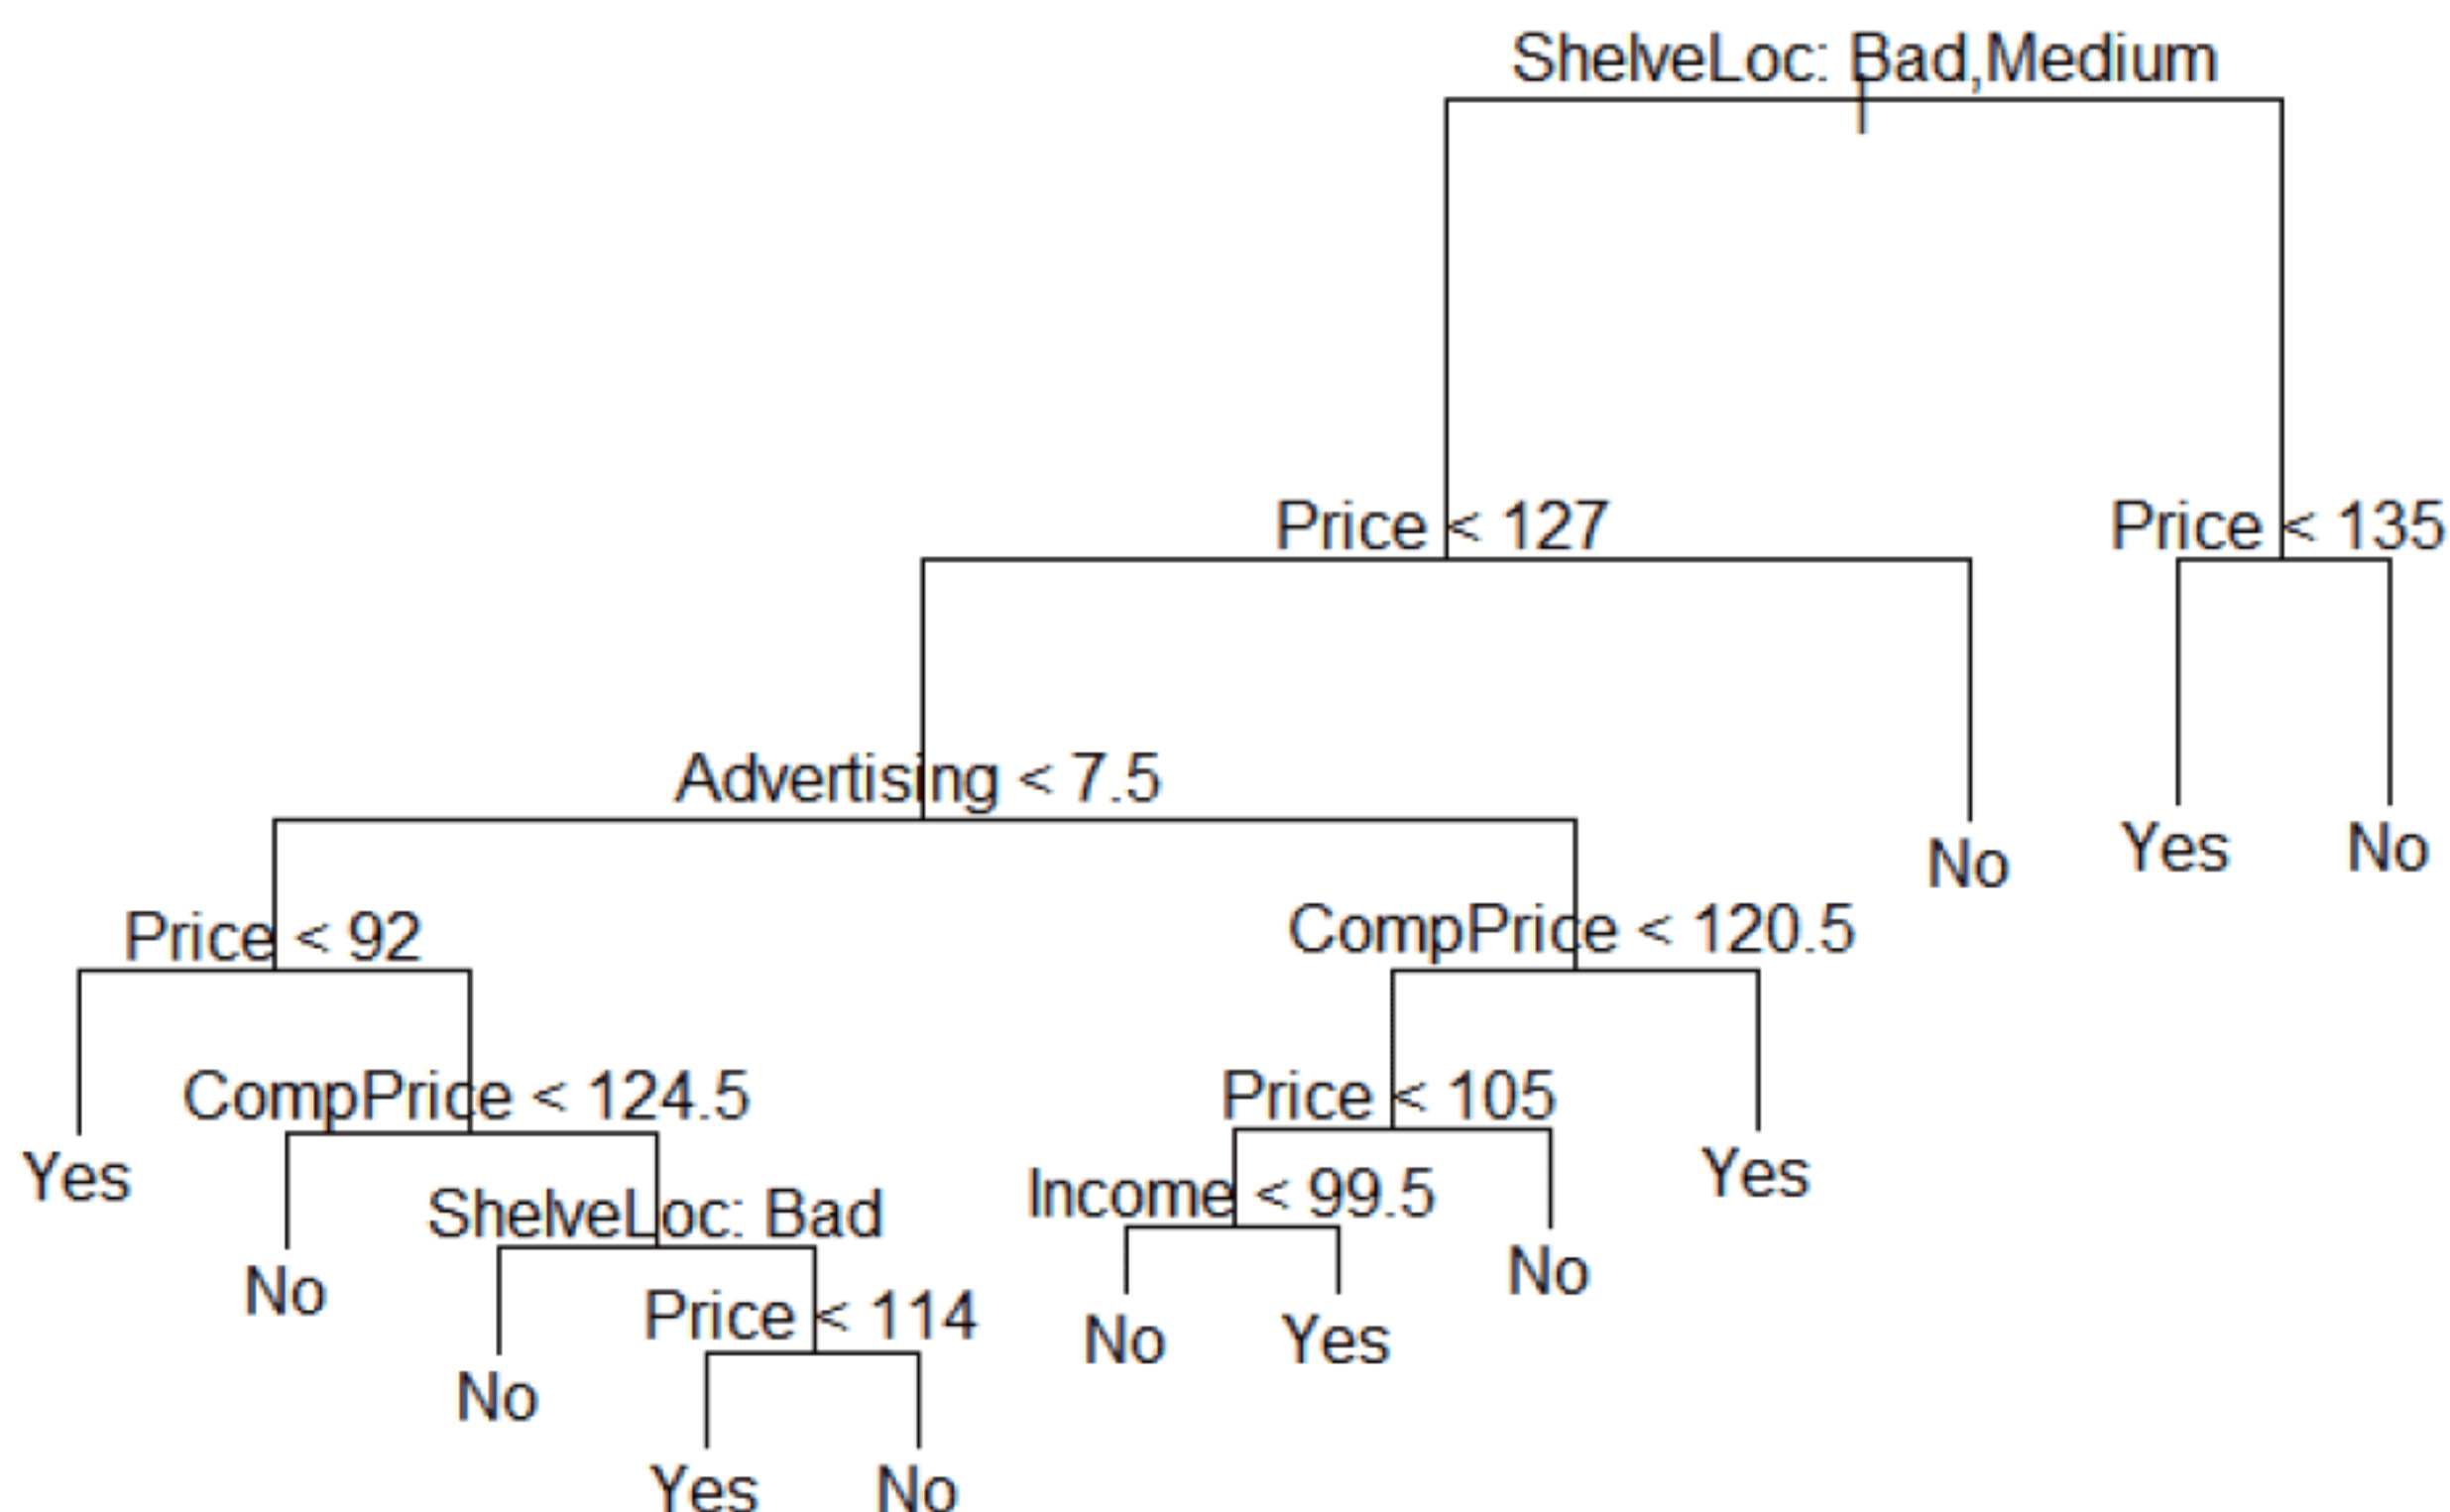 ShelveLoc: Bad,Medium
Price < 127
Price < 135
Advertising < 7.5
No
Yes
No
Price < 92
CompPrice < 120.5
CompPrice < 124.5
Price < 105
Yes
Yes
ShelveLoc: Bad
Income < 99.5
No
No
Price < 114
No
Yes
No
Yes
No